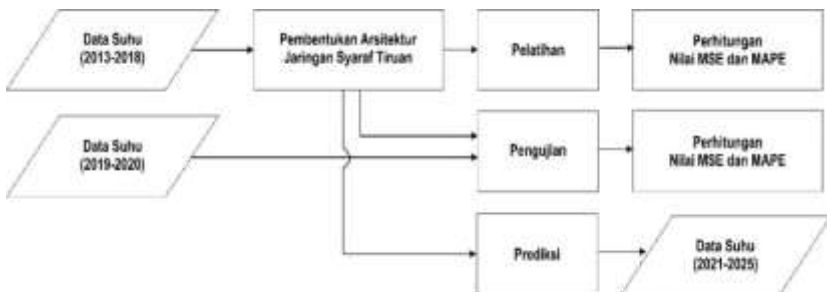 Data Suhu
(2013-2018)
Pembentukan Arsitektur
Jaringan Syaraf Tiruan
Pelatihan
Perhitungan
Nilai MSE dan MAPE
Data Suhu
(2019-2020)
Pengujian
Perhitungan
Nilai MSE dan MAPE
Prediksi
Data Suhu
(2021-2025)